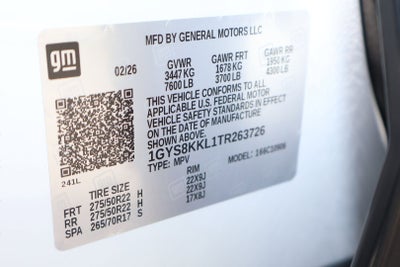 gm
MFD BY GENERAL MOTORS LLC
02/26
GVWR GAWR FRT GAWR RR
3447 KG 1678 KG 1950 KG
7600 LB 3700 LB 4300 LB
THIS VEHICLE CONFORMS TO ALL
APPLICABLE U.S. FEDERAL MOTOR
VEHICLE SAFETY STANDARDS IN EFFECT
ON THE DATE OF MANUFACTURE
SHOWN ABOVE.
1GYS8KKL1TR263726
TYPE: MPV MODEL:
241L
TIRE SIZE RIM
FRT 275/50R22 H 22X9J
RR 275/50R22 H 22X9J
SPA 265/70R17 S 17X8J